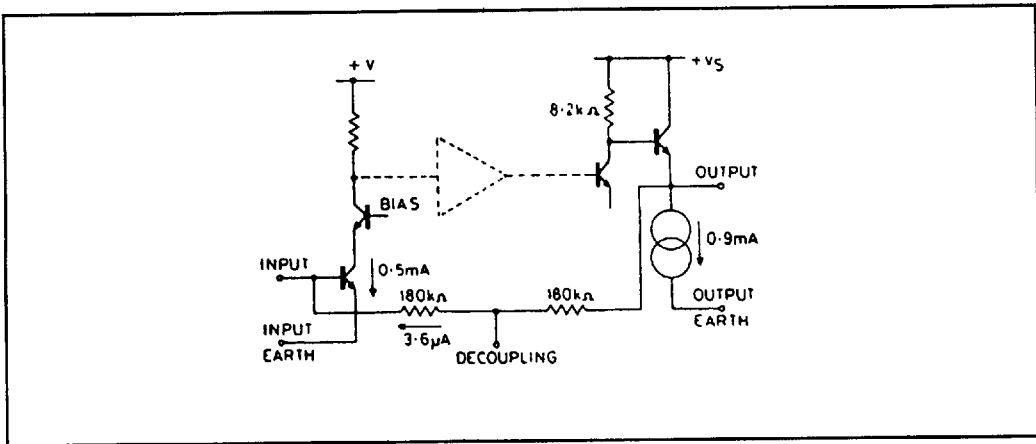 + V
+ VS
8·2kΩ
OUTPUT
BIAS
0·9mA
INPUT
0·5mA
180kΩ
180kΩ
OUTPUT
EARTH
INPUT
EARTH
3·6µA
DECOUPLING